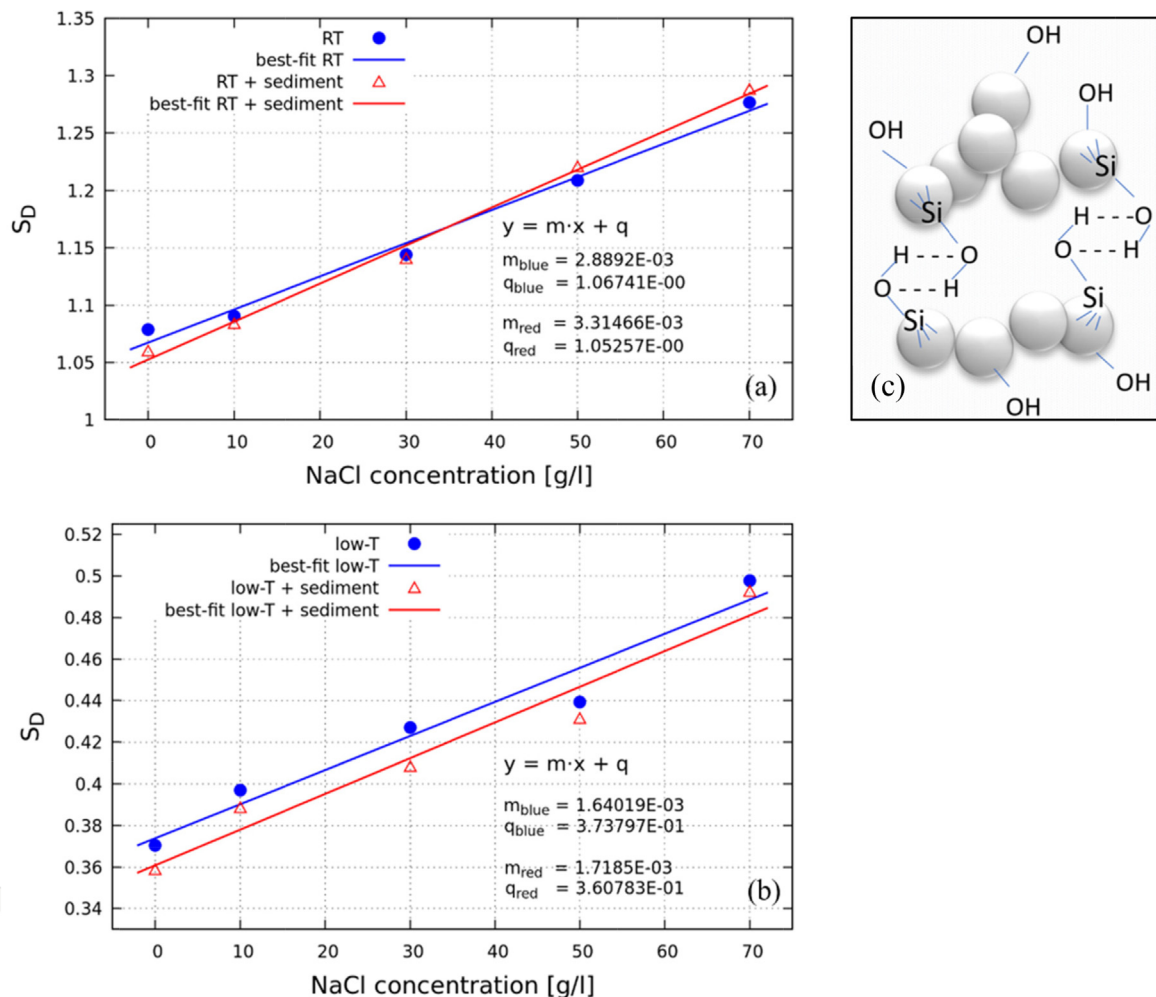 1.35
1.3
1.25
1.2
1.15
1.1
1.05
1
S_D
RT
best-fit RT
RT + sediment
best-fit RT + sediment
y = m·x + q
m_blue = 2.8892E-03
q_blue = 1.06741E-00
m_red = 3.31466E-03
q_red = 1.05257E-00
(a)
0 10 20 30 40 50 60 70
NaCl concentration [g/l]
OH
OH
OH
Si
Si
H O
O H
H O
O H
Si
Si
OH
OH
(c)
0.52
0.5
0.48
0.46
0.44
0.42
0.4
0.38
0.36
0.34
S_D
low-T
best-fit low-T
low-T + sediment
best-fit low-T + sediment
y = m·x + q
m_blue = 1.64019E-03
q_blue = 3.73797E-01
m_red = 1.7185E-03
q_red = 3.60783E-01
(b)
0 10 20 30 40 50 60 70
NaCl concentration [g/l]